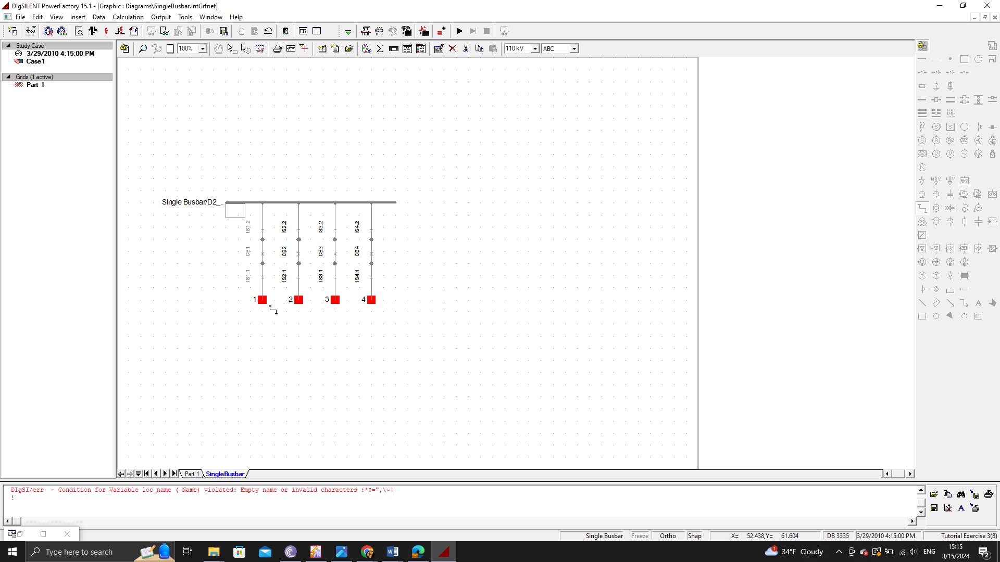 DIgSILENT PowerFactory 15.1 - [Graphic : Diagrams\SingleBusbar.IntGrfnet]
File Edit View Insert Data Calculation Output Tools Window Help
100% 110 kV ABC
Study Case
3/29/2010 4:15:00 PM
Case1
Grids (1 active)
Part 1
Single Busbar/D2_..
IS1.2 IS2.2 IS3.2 IS4.2
CB1 CB2 CB3 CB4
IS1.1 IS2.1 IS3.1 IS4.1
1 2 3 4
Part 1 SingleBusbar
DIgSI/err - Condition for Variable loc_name ( Name) violated: Empty name or invalid characters :*?=",\~|
!
Single Busbar Freeze Ortho Snap X= 52.438,Y= 61.604 DB 3335 3/29/2010 4:15:00 PM Tutorial Exercise 3(8)
Type here to search
34°F Cloudy ENG
15:15
3/15/2024